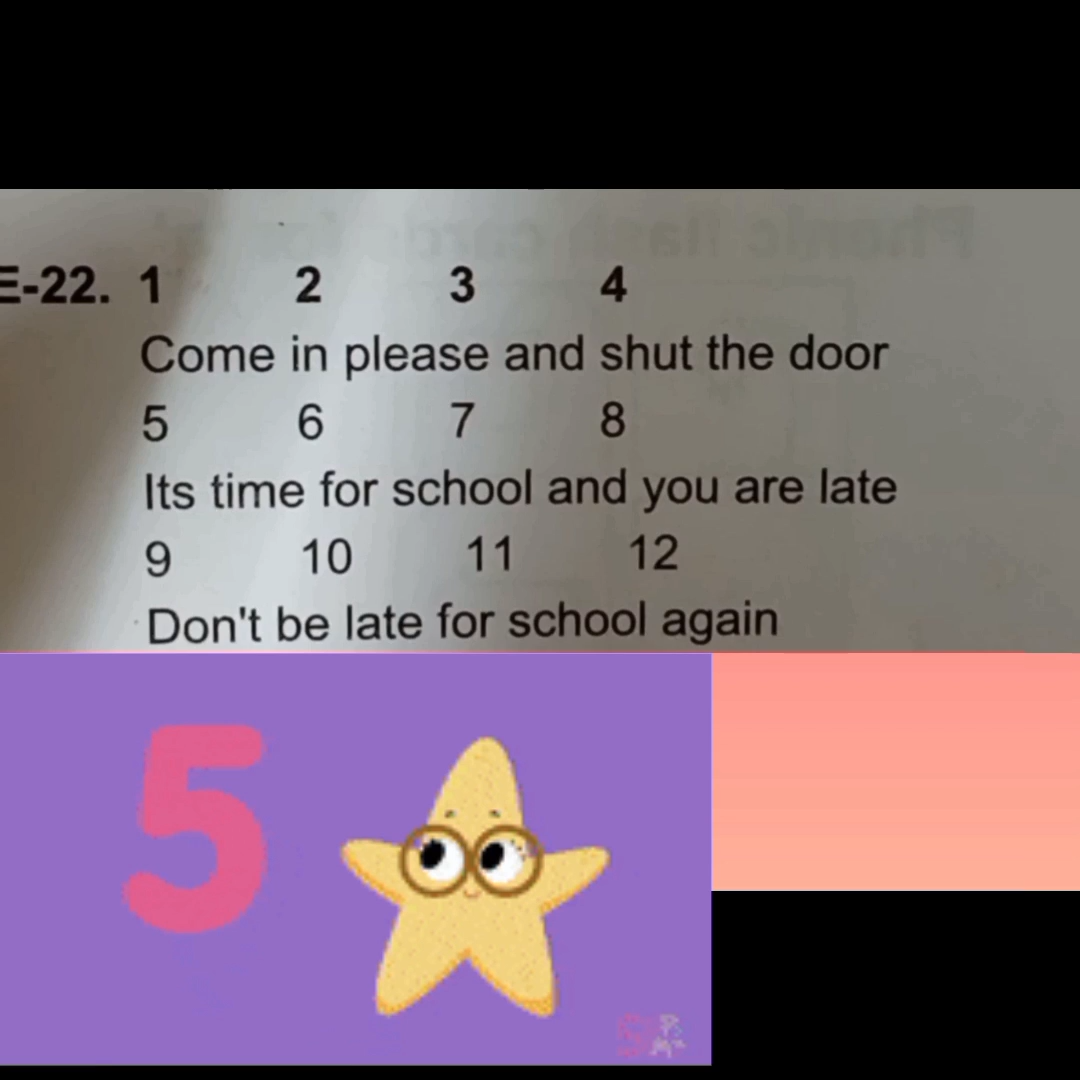 E-22. 1 2 3 4
Come in please and shut the door
5 6 7 8
Its time for school and you are late
9 10 11 12
Don't be late for school again
5